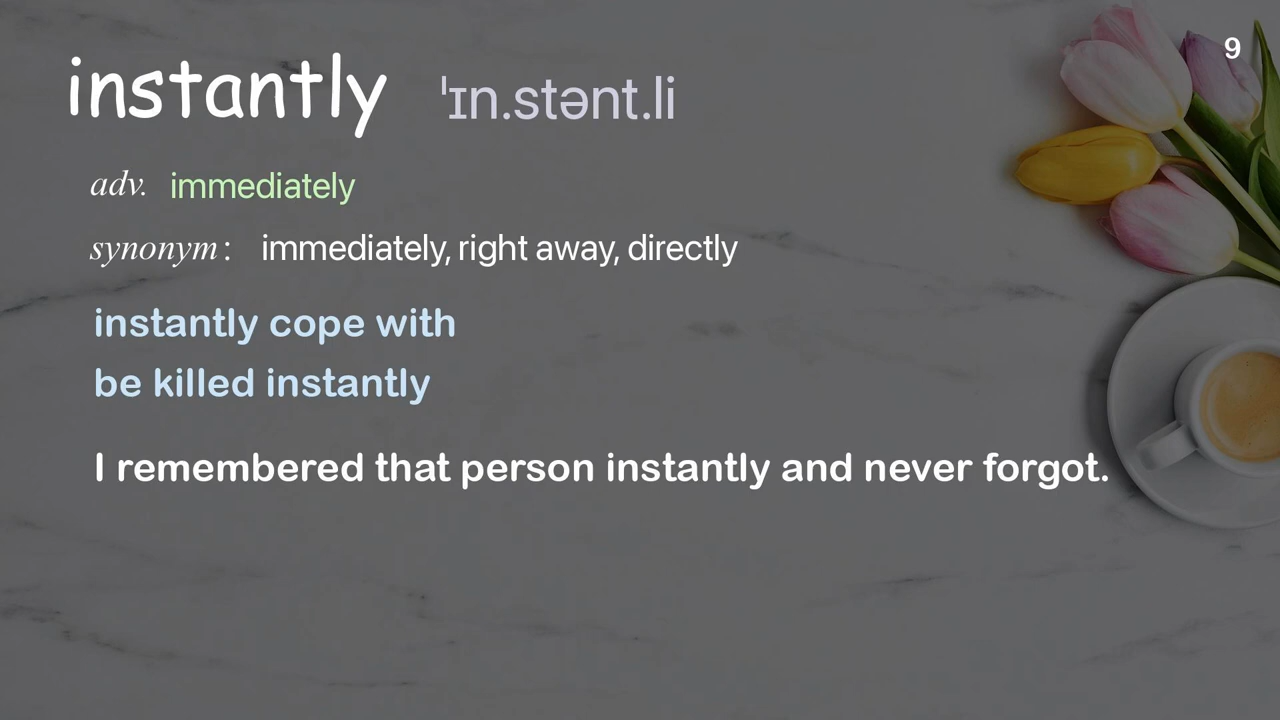 9
instantly ˈɪn.stənt.li
adv. immediately
synonym : immediately, right away, directly
instantly cope with
be killed instantly
I remembered that person instantly and never forgot.